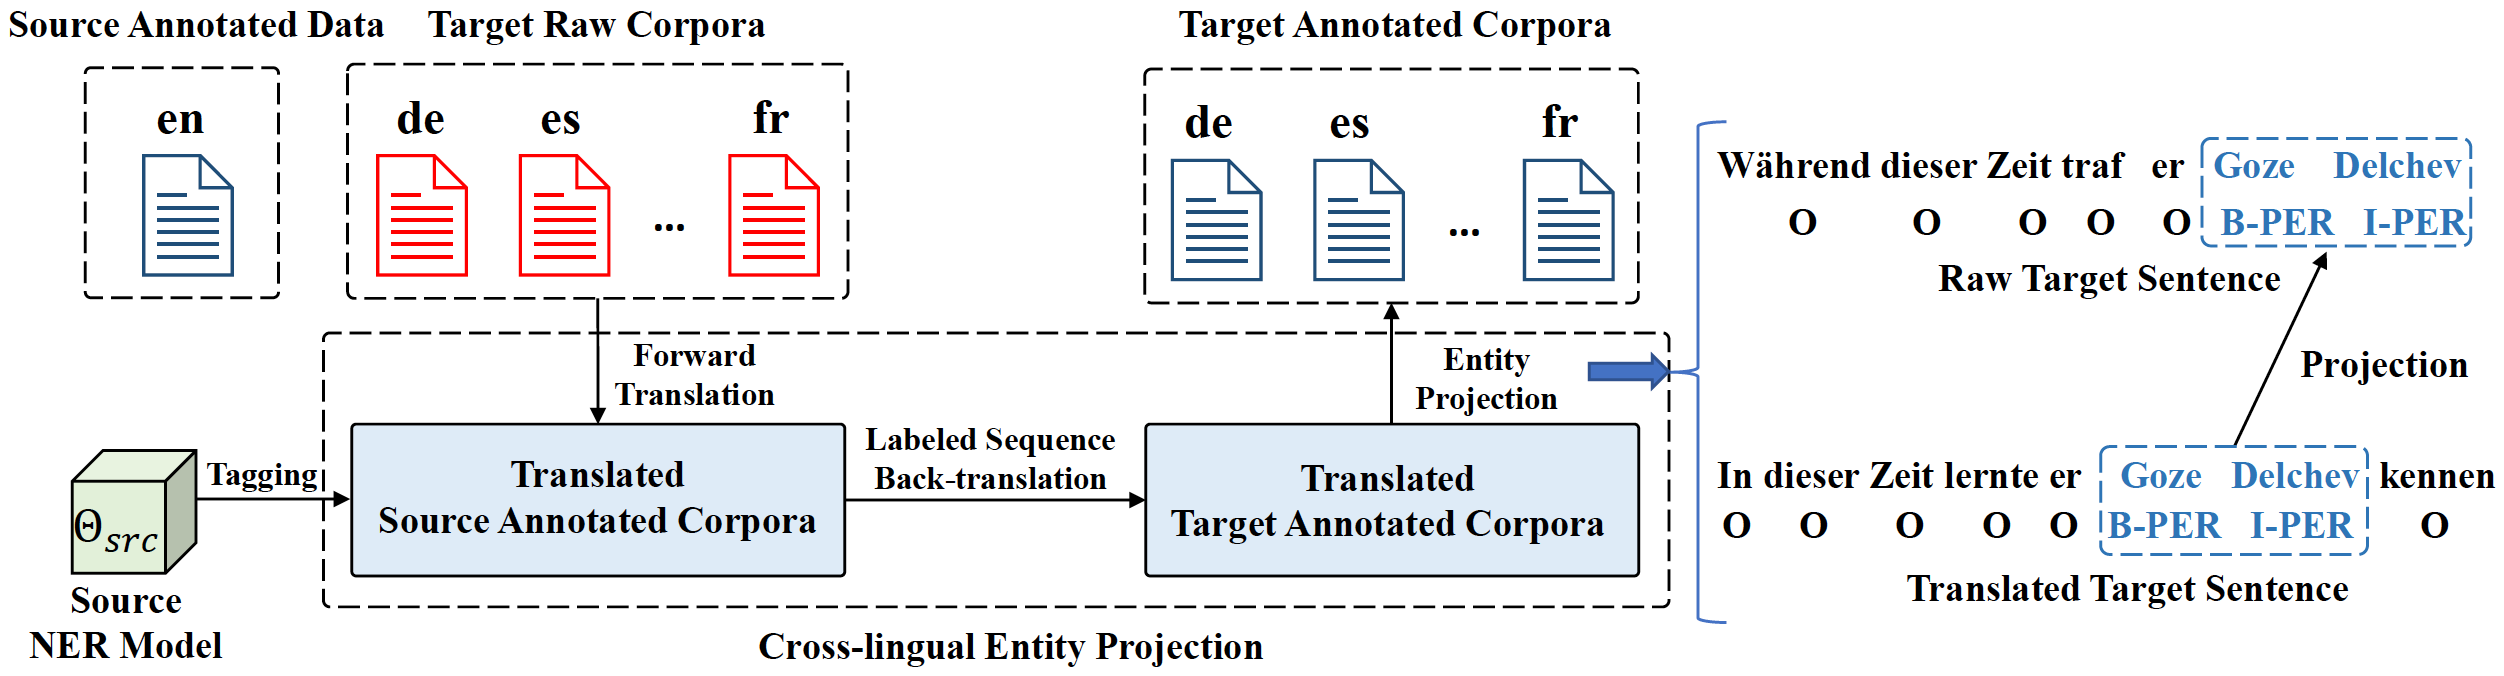 Source Annotated Data
Target Raw Corpora
Target Annotated Corpora
en
de es ... fr
de es ... fr
Während dieser Zeit traf er Goze Delchev
O O O O O B-PER I-PER
Raw Target Sentence
Forward
Translation
Entity
Projection
Projection
Θsrc
Source
NER Model
Tagging
Translated
Source Annotated Corpora
Labeled Sequence
Back-translation
Translated
Target Annotated Corpora
In dieser Zeit lernte er Goze Delchev kennen
O O O O O B-PER I-PER O
Translated Target Sentence
Cross-lingual Entity Projection